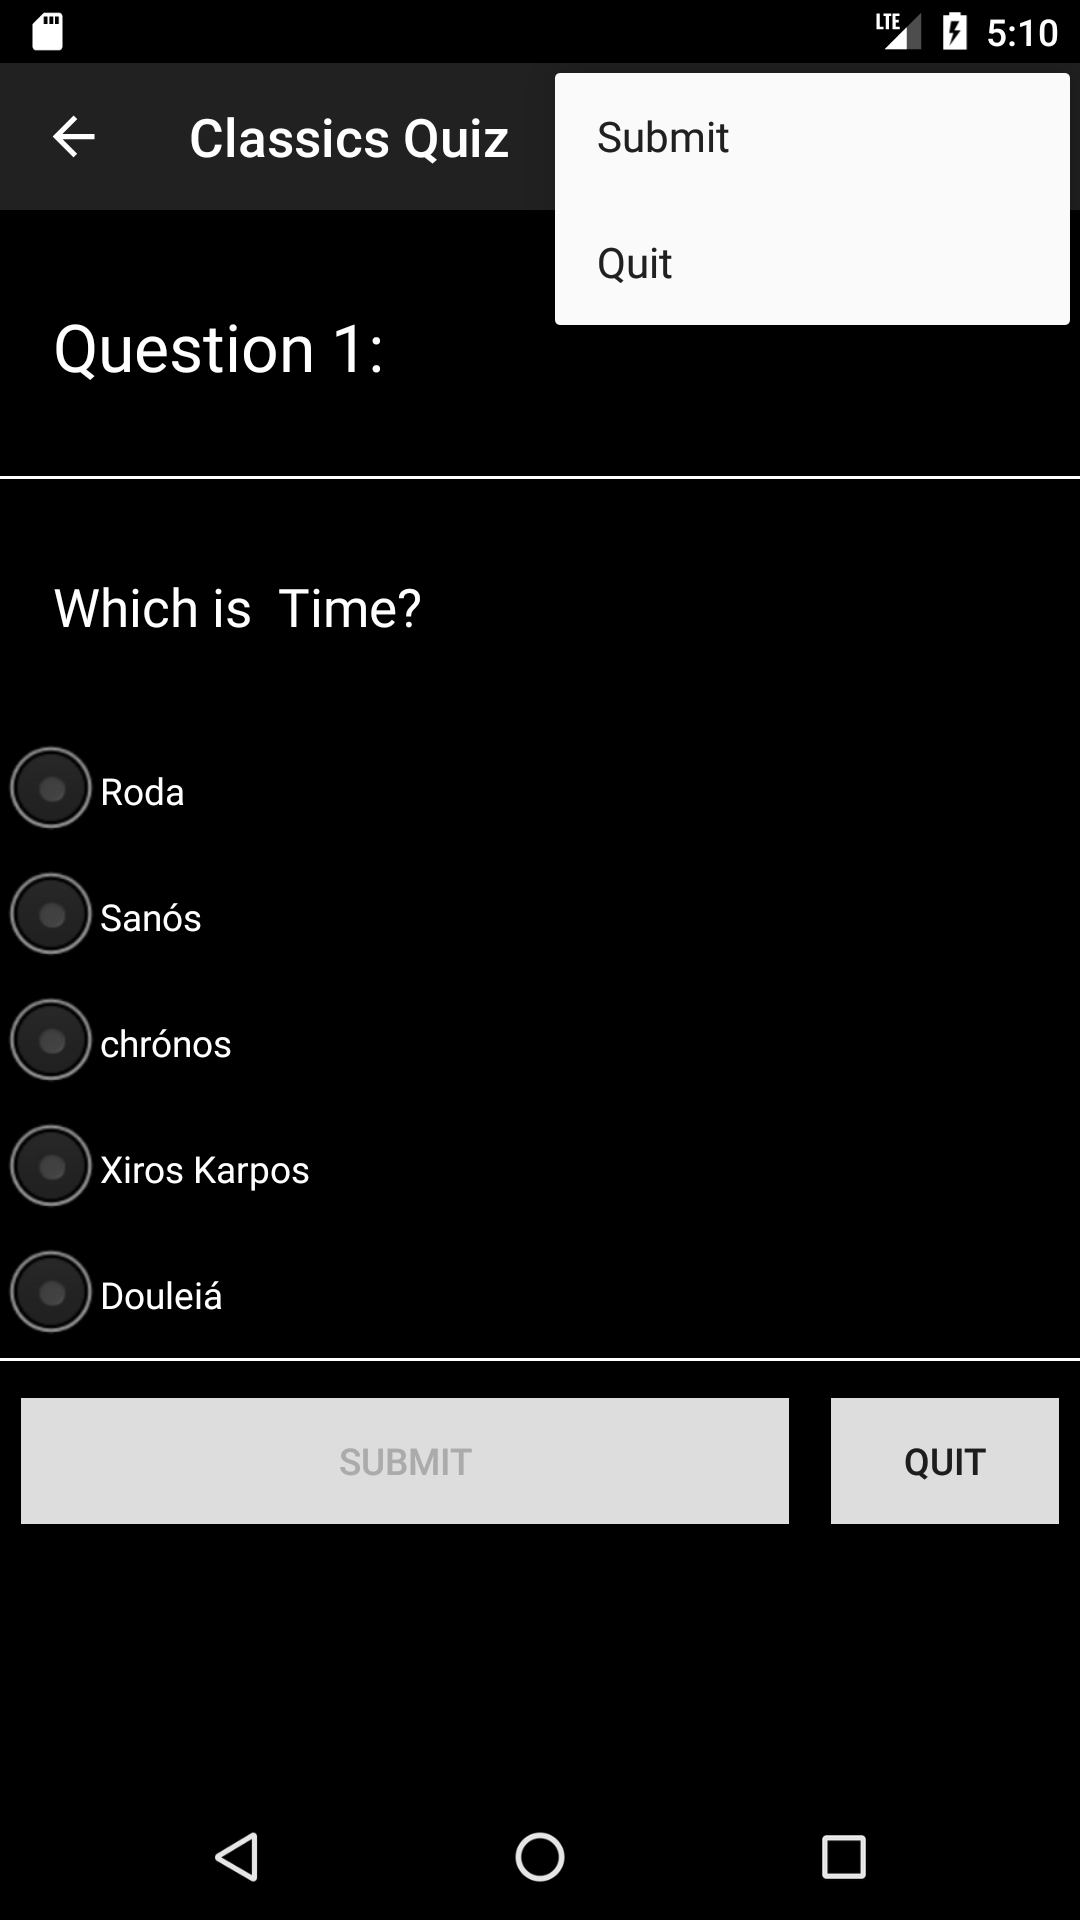 LTE 5:10
Classics Quiz
Submit
Quit
Question 1:
Which is  Time?
Roda
Sanós
chrónos
Xiros Karpos
Douleiá
SUBMIT QUIT